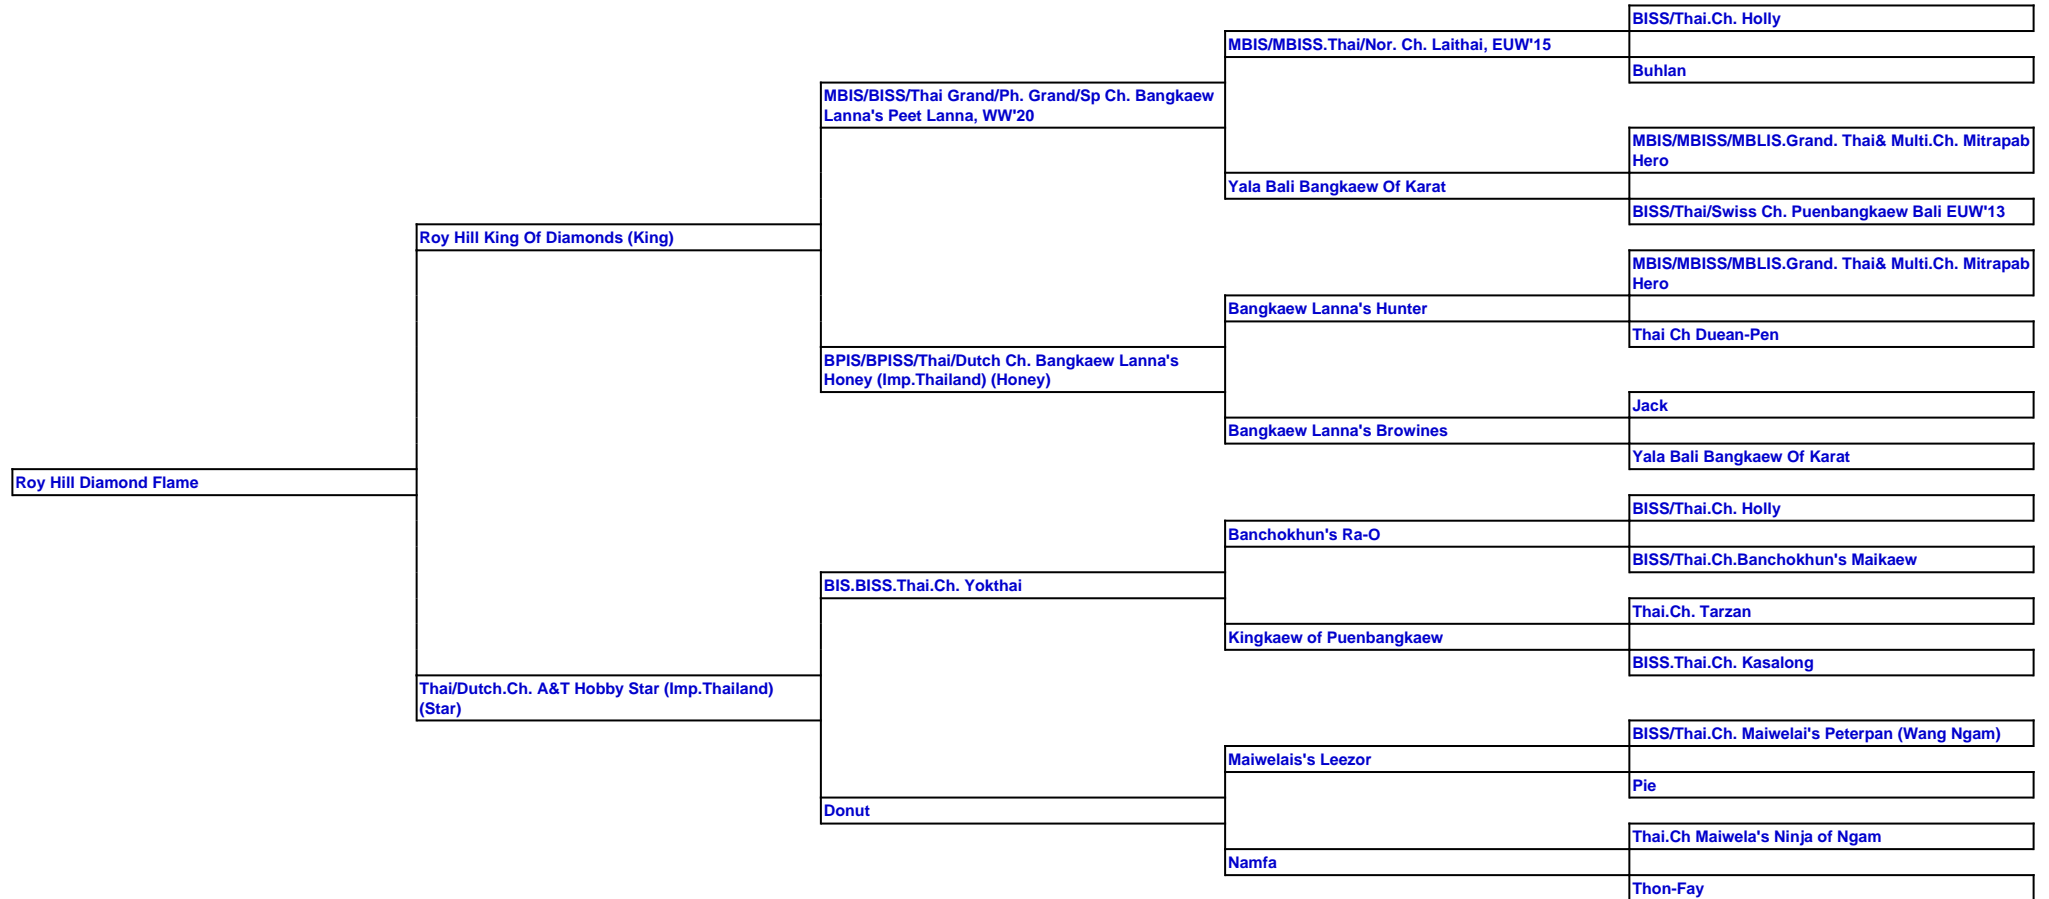 BISS/Thai.Ch. Holly
MBIS/MBISS.Thai/Nor. Ch. Laithai, EUW'15
Buhlan
MBIS/BISS/Thai Grand/Ph. Grand/Sp Ch. Bangkaew
Lanna's Peet Lanna, WW'20
MBIS/MBISS/MBLIS.Grand. Thai& Multi.Ch. Mitrapab
Hero
Yala Bali Bangkaew Of Karat
BISS/Thai/Swiss Ch. Puenbangkaew Bali EUW'13
Roy Hill King Of Diamonds (King)
MBIS/MBISS/MBLIS.Grand. Thai& Multi.Ch. Mitrapab
Hero
Bangkaew Lanna's Hunter
Thai Ch Duean-Pen
BPIS/BPISS/Thai/Dutch Ch. Bangkaew Lanna's
Honey (Imp.Thailand) (Honey)
Jack
Bangkaew Lanna's Browines
Yala Bali Bangkaew Of Karat
Roy Hill Diamond Flame
BISS/Thai.Ch. Holly
Banchokhun's Ra-O
BISS/Thai.Ch.Banchokhun's Maikaew
BIS.BISS.Thai.Ch. Yokthai
Thai.Ch. Tarzan
Kingkaew of Puenbangkaew
BISS.Thai.Ch. Kasalong
Thai/Dutch.Ch. A&T Hobby Star (Imp.Thailand)
(Star)
BISS/Thai.Ch. Maiwelai's Peterpan (Wang Ngam)
Maiwelais's Leezor
Pie
Donut
Thai.Ch Maiwela's Ninja of Ngam
Namfa
Thon-Fay